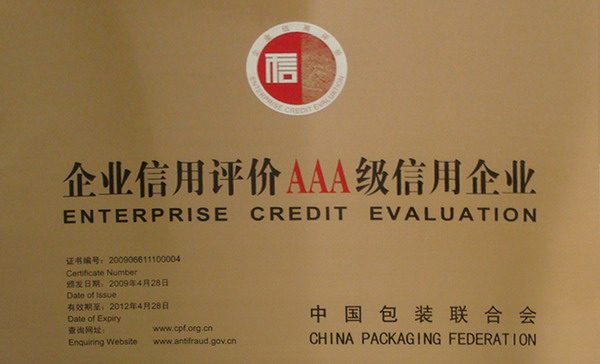 企业信用评价
信
ENTERPRISE CREDIT EVALUATION
企业信用评价AAA级信用企业
ENTERPRISE CREDIT EVALUATION
证书编号：200906611100004
Certificate Number
颁发日期：2009年4月28日
Date of Issue
有效期至：2012年4月28日
Date of Expiry
查询网址： www.cpf.org.cn
Enquiring Website www.antifraud.gov.cn
中国包装联合会
CHINA PACKAGING FEDERATION